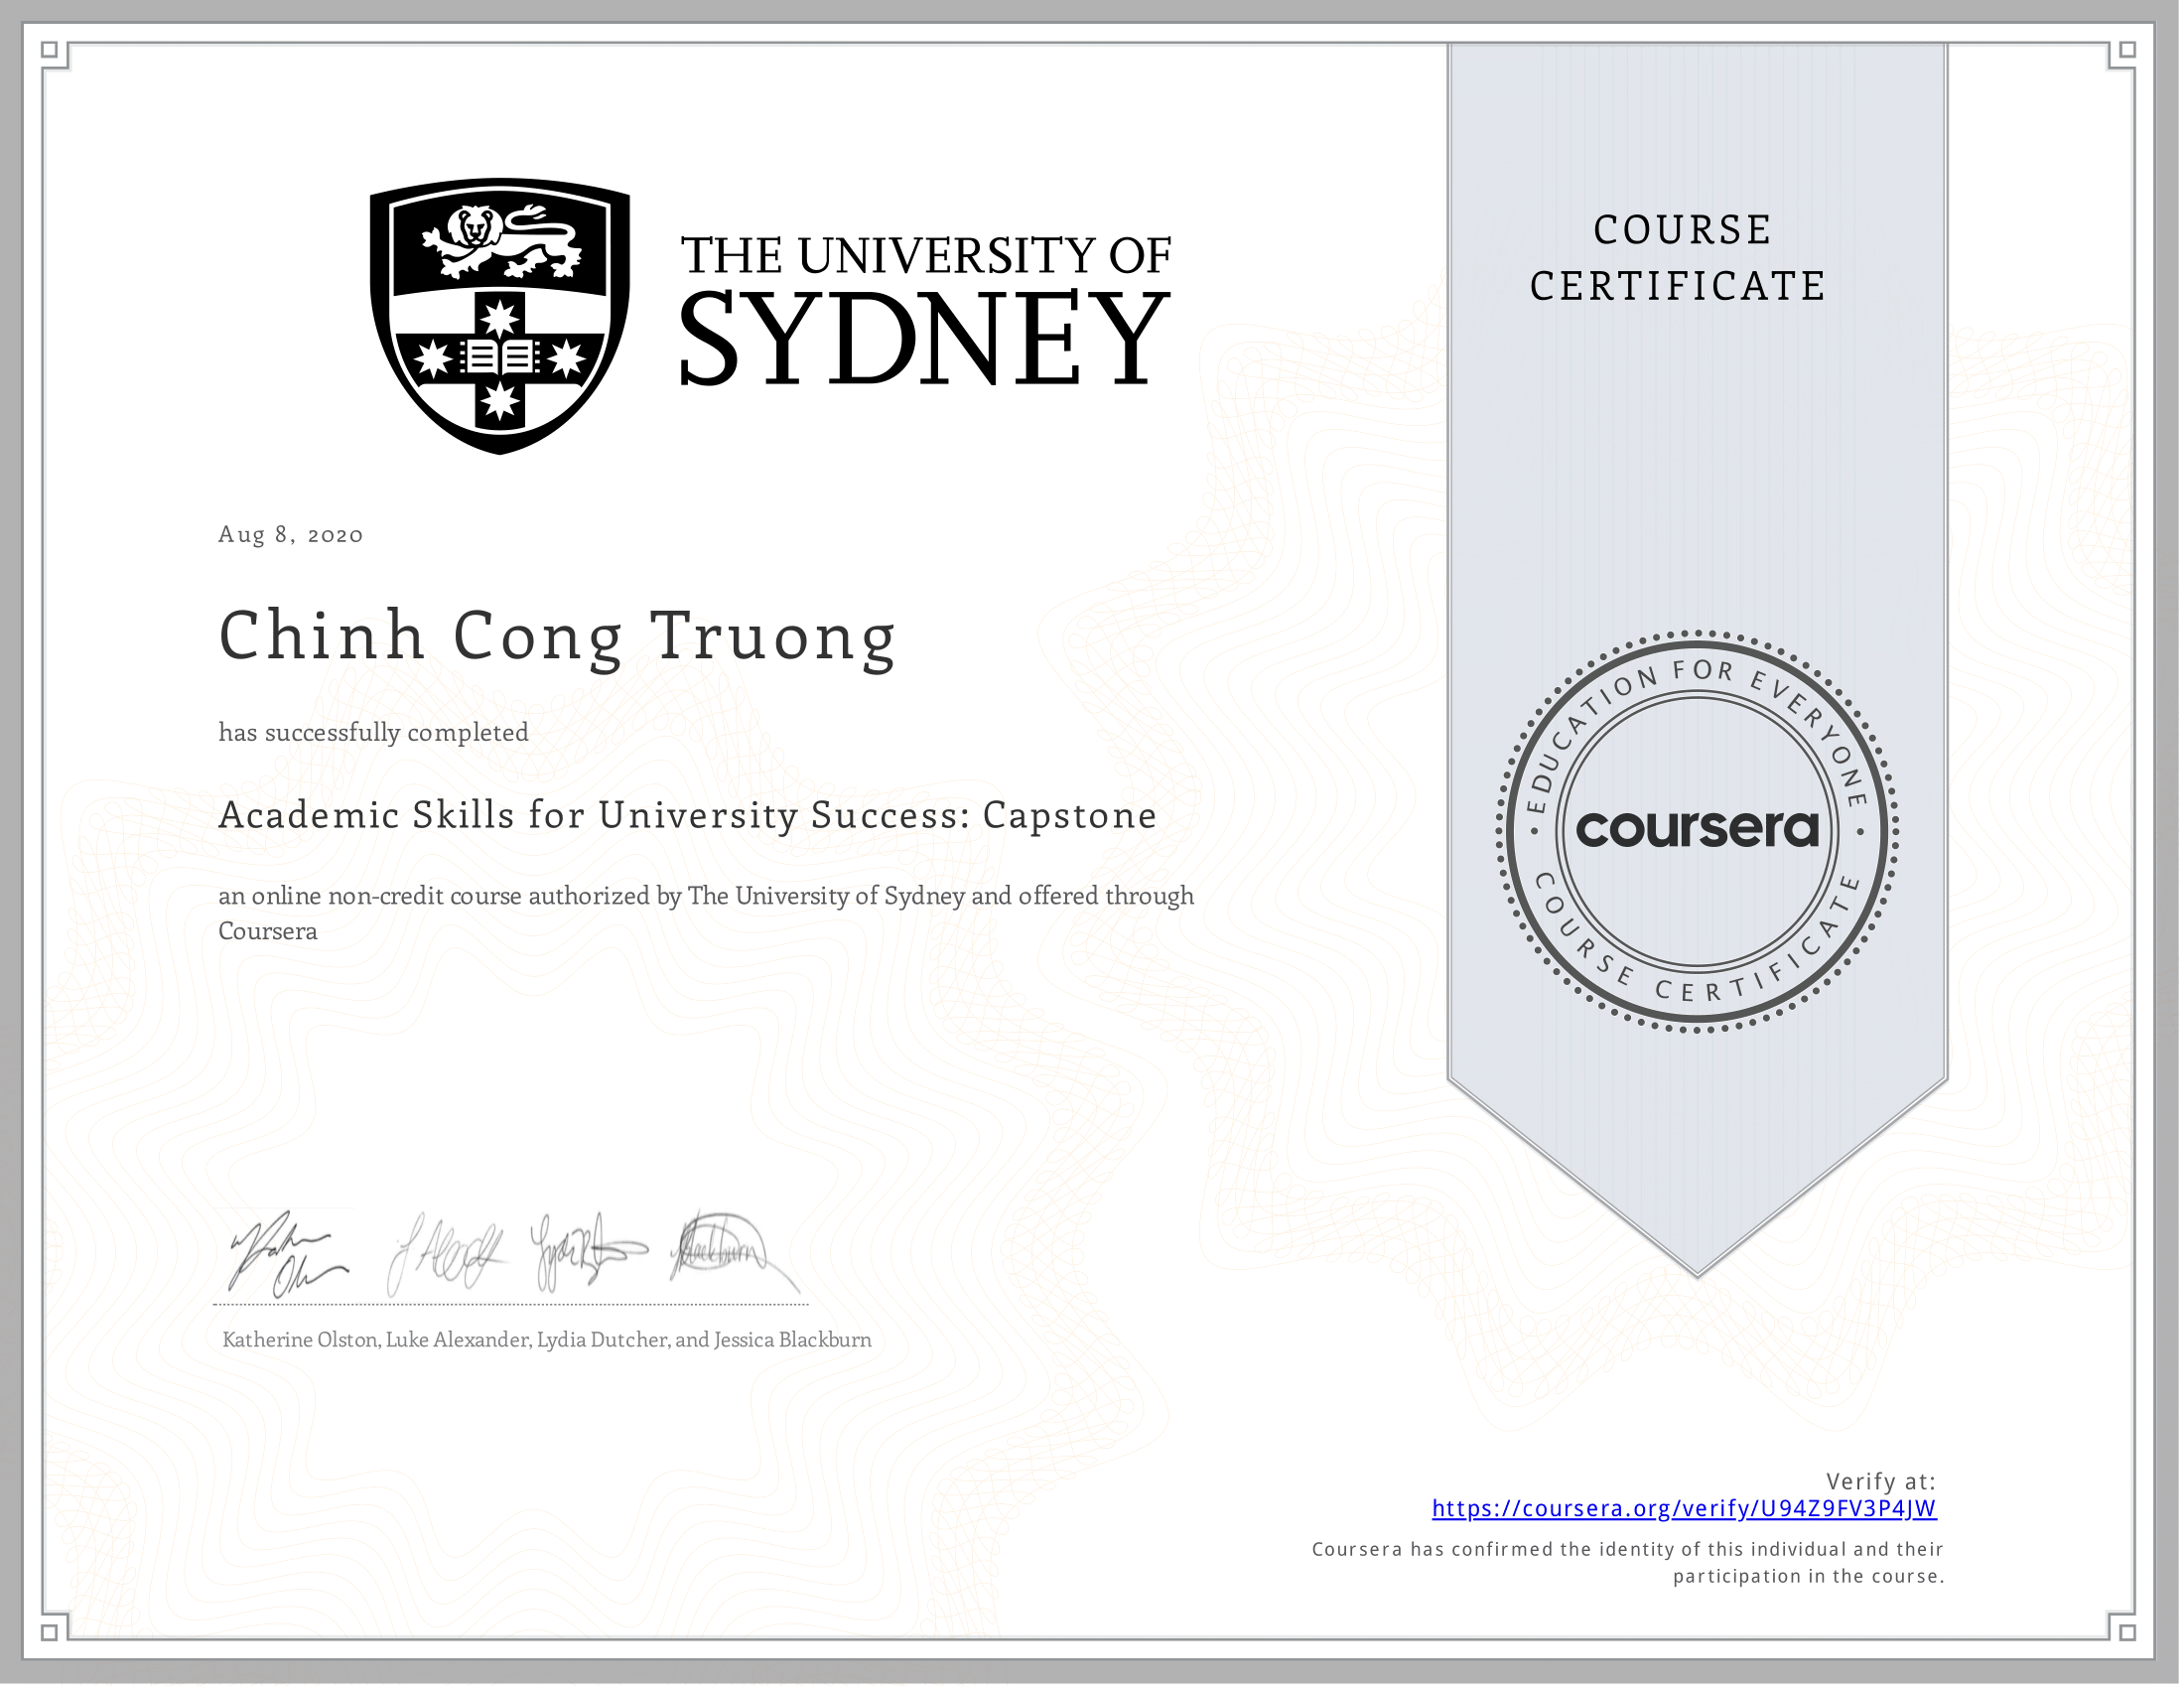 THE UNIVERSITY OF
SYDNEY
COURSE
CERTIFICATE
Aug 8, 2020
Chinh Cong Truong
has successfully completed
Academic Skills for University Success: Capstone
an online non-credit course authorized by The University of Sydney and offered through
Coursera
EDUCATION FOR EVERYONE
coursera
COURSE CERTIFICATE
Katherine Olston, Luke Alexander, Lydia Dutcher, and Jessica Blackburn
Verify at:
https://coursera.org/verify/U94Z9FV3P4JW
Coursera has confirmed the identity of this individual and their
participation in the course.